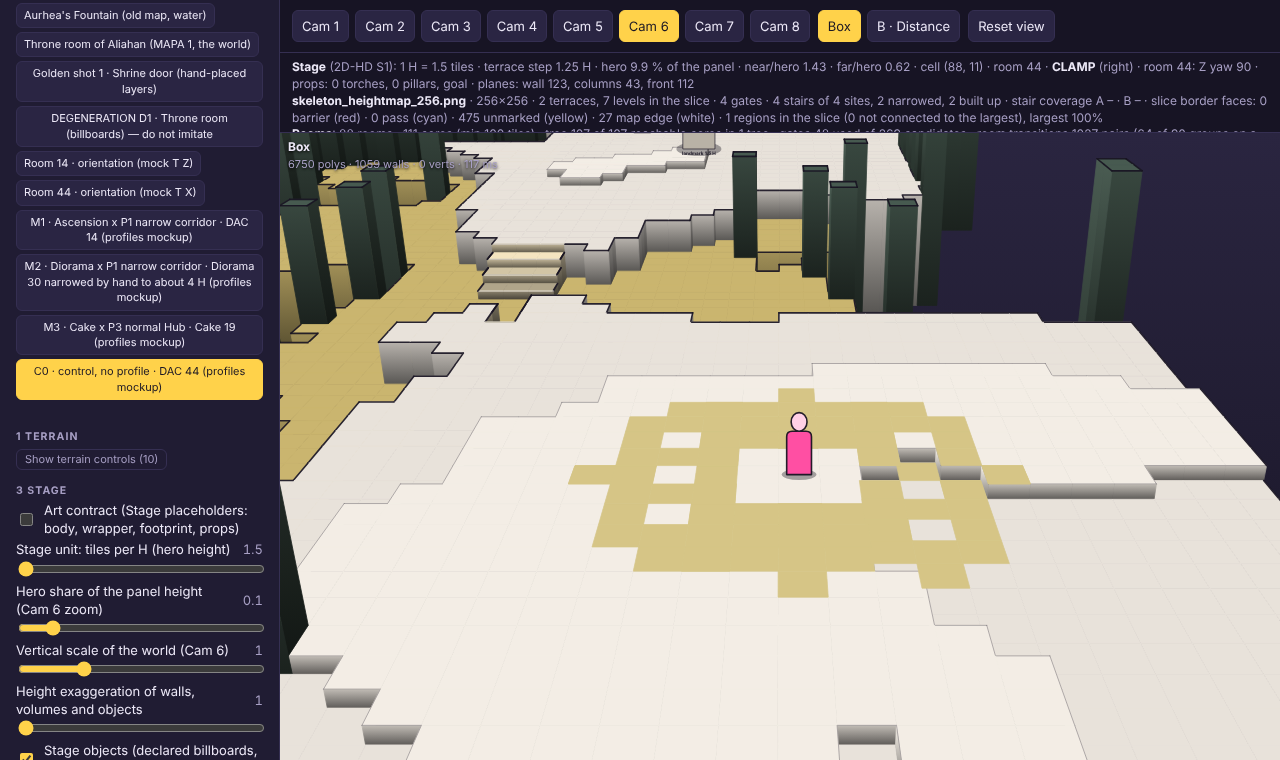 Aurhea's Fountain (old map, water)
Throne room of Aliahan (MAPA 1, the world)
Golden shot 1 · Shrine door (hand-placed
layers)
DEGENERATION D1 · Throne room
(billboards) — do not imitate
Room 14 · orientation (mock T Z)
Room 44 · orientation (mock T X)
M1 · Ascension x P1 narrow corridor · DAC
14 (profiles mockup)
M2 · Diorama x P1 narrow corridor · Diorama
30 narrowed by hand to about 4 H (profiles
mockup)
M3 · Cake x P3 normal Hub · Cake 19
(profiles mockup)
C0 · control, no profile · DAC 44 (profiles
mockup)
1 TERRAIN
Show terrain controls (10)
3 STAGE
Art contract (Stage placeholders:
body, wrapper, footprint, props)
Stage unit: tiles per H (hero height) 1.5
Hero share of the panel height
(Cam 6 zoom) 0.1
Vertical scale of the world (Cam 6) 1
Height exaggeration of walls,
volumes and objects 1
Stage objects (declared billboards,
Cam 1 Cam 2 Cam 3 Cam 4 Cam 5 Cam 6 Cam 7 Cam 8 Box B · Distance Reset view
Stage (2D-HD S1): 1 H = 1.5 tiles · terrace step 1.25 H · hero 9.9 % of the panel · near/hero 1.43 · far/hero 0.62 · cell (88, 11) · room 44 · CLAMP (right) · room 44: Z yaw 90 ·
props: 0 torches, 0 pillars, goal · planes: wall 123, columns 43, front 112
skeleton_heightmap_256.png · 256×256 · 2 terraces, 7 levels in the slice · 4 gates · 4 stairs of 4 sites, 2 narrowed, 2 built up · stair coverage A – · B – · slice border faces: 0
barrier (red) · 0 pass (cyan) · 475 unmarked (yellow) · 27 map edge (white) · 1 regions in the slice (0 not connected to the largest), largest 100%
Box
6750 polys · 1059 walls · 0 verts